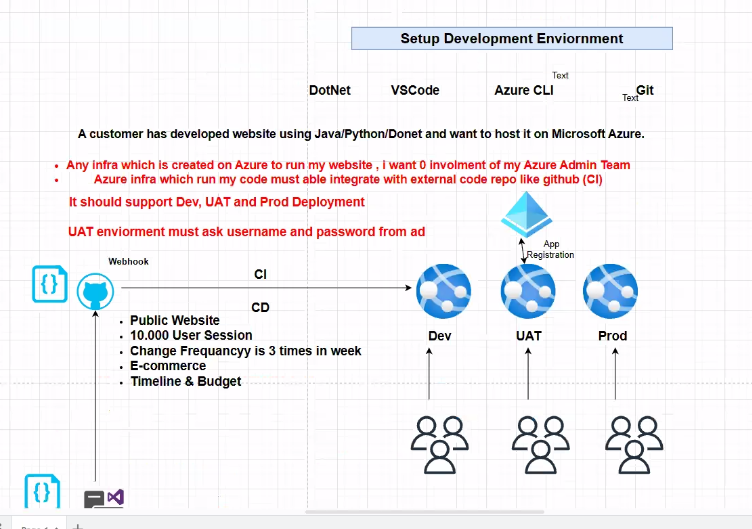 Setup Development Enviornment
Text
DotNet VSCode Azure CLI Git
Text
A customer has developed website using Java/Python/Donet and want to host it on Microsoft Azure.
Any infra which is created on Azure to run my website , i want 0 involment of my Azure Admin Team
Azure infra which run my code must able integrate with external code repo like github (CI)
It should support Dev, UAT and Prod Deployment
UAT enviorment must ask username and password from ad
App
Registration
Webhook
CI
CD
Public Website
10.000 User Session
Change Frequancyy is 3 times in week
E-commerce
Timeline & Budget
Dev UAT Prod